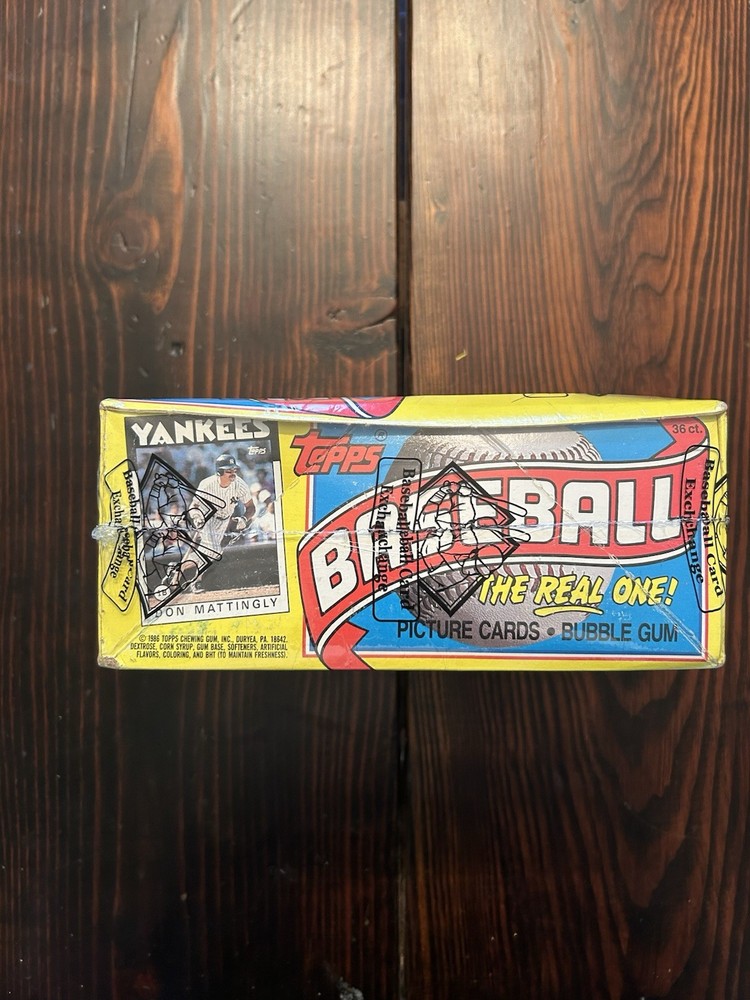 YANKEES
Topps
DON MATTINGLY
© 1986 TOPPS CHEWING GUM, INC., DURYEA, PA. 18642.
DEXTROSE, CORN SYRUP, GUM BASE, SOFTENERS, ARTIFICIAL
FLAVORS, COLORING, AND BHT (TO MAINTAIN FRESHNESS).
Topps®
36 ct.
BASEBALL
THE REAL ONE!
PICTURE CARDS • BUBBLE GUM
Baseball Card
Exchange
Baseball Card
Exchange
Baseball Card
Exchange